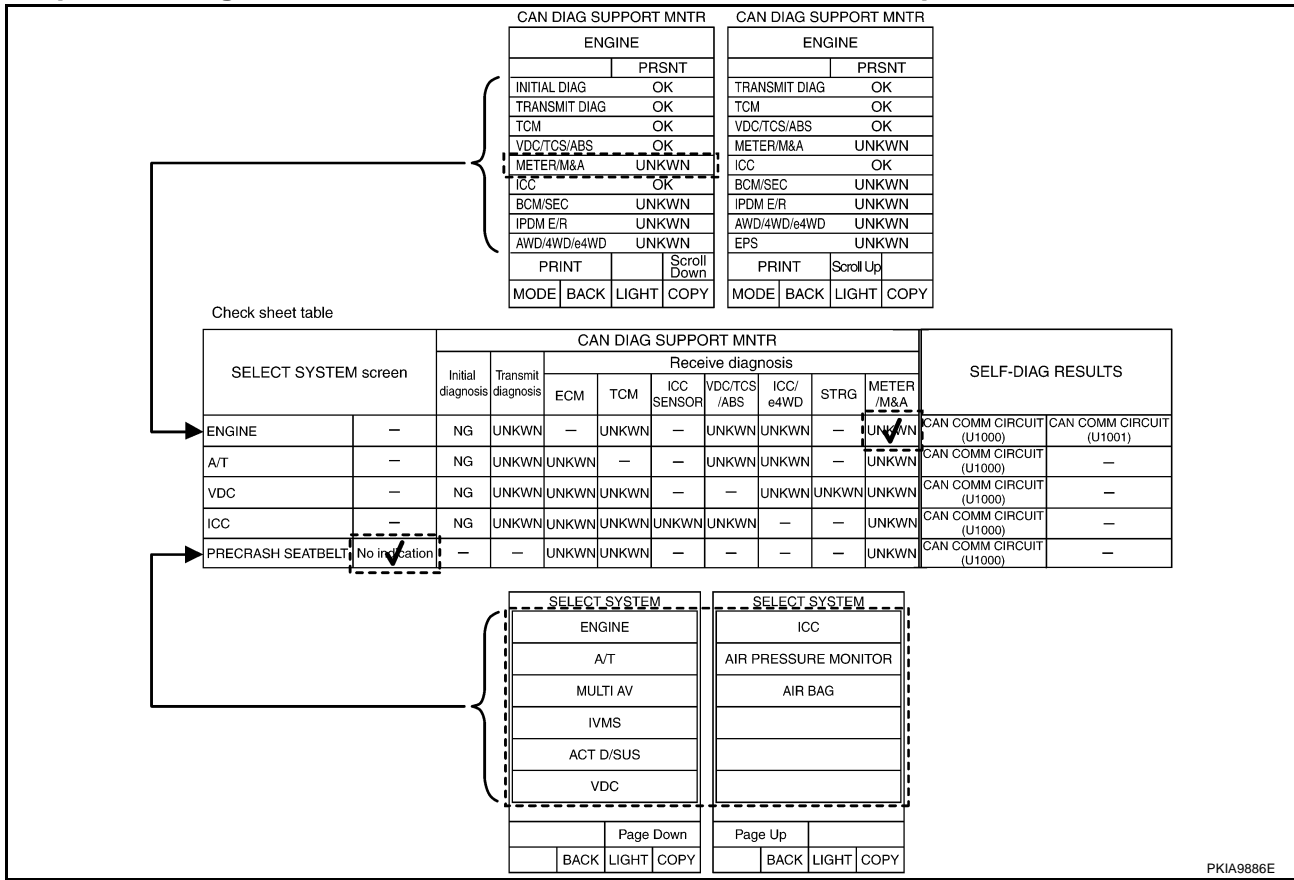 CAN DIAG SUPPORT MNTR
ENGINE
PRSNT
INITIAL DIAG OK
TRANSMIT DIAG OK
TCM OK
VDC/TCS/ABS OK
METER/M&A UNKWN
ICC OK
BCM/SEC UNKWN
IPDM E/R UNKWN
AWD/4WD/e4WD UNKWN
PRINT Scroll Down
MODE BACK LIGHT COPY
CAN DIAG SUPPORT MNTR
ENGINE
PRSNT
TRANSMIT DIAG OK
TCM OK
VDC/TCS/ABS OK
METER/M&A UNKWN
ICC OK
BCM/SEC UNKWN
IPDM E/R UNKWN
AWD/4WD/e4WD UNKWN
EPS UNKWN
PRINT Scroll Up
MODE BACK LIGHT COPY
Check sheet table
SELECT SYSTEM screen
CAN DIAG SUPPORT MNTR
SELF-DIAG RESULTS
Initial diagnosis
Transmit diagnosis
Receive diagnosis
ECM TCM ICC SENSOR VDC/TCS /ABS ICC/ e4WD STRG METER /M&A
ENGINE — NG UNKWN — UNKWN — UNKWN UNKWN — UNKWN CAN COMM CIRCUIT (U1000) CAN COMM CIRCUIT (U1001)
A/T — NG UNKWN UNKWN — — UNKWN UNKWN — UNKWN CAN COMM CIRCUIT (U1000) —
VDC — NG UNKWN UNKWN UNKWN — — UNKWN UNKWN UNKWN CAN COMM CIRCUIT (U1000) —
ICC — NG UNKWN UNKWN UNKWN UNKWN UNKWN — — UNKWN CAN COMM CIRCUIT (U1000) —
PRECRASH SEATBELT No indication — — UNKWN UNKWN — — — — UNKWN CAN COMM CIRCUIT (U1000) —
SELECT SYSTEM
ENGINE
A/T
MULTI AV
IVMS
ACT D/SUS
VDC
Page Down
BACK LIGHT COPY
SELECT SYSTEM
ICC
AIR PRESSURE MONITOR
AIR BAG
Page Up
BACK LIGHT COPY
PKIA9886E